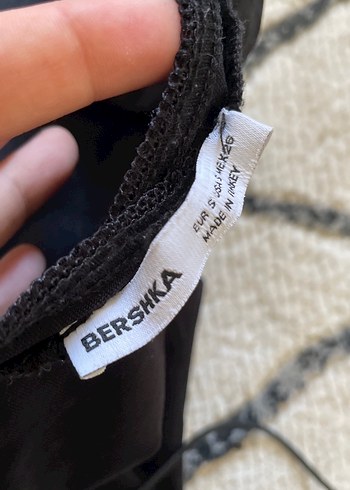 BERSHKA
EUR S USA S MEX 26
MADE IN TURKEY